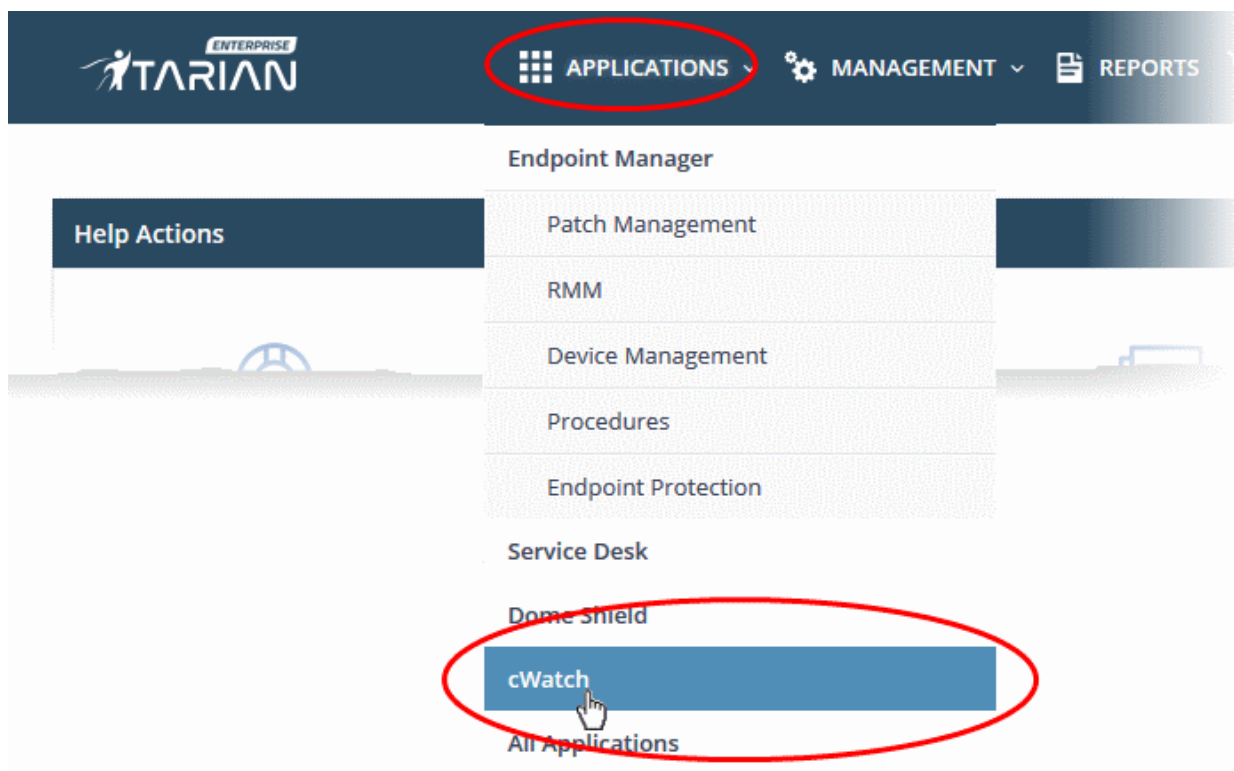 ENTERPRISE
ITARIAN
APPLICATIONS
MANAGEMENT
REPORTS
Endpoint Manager
Help Actions
Patch Management
RMM
Device Management
Procedures
Endpoint Protection
Service Desk
Dome Shield
cWatch
All Applications